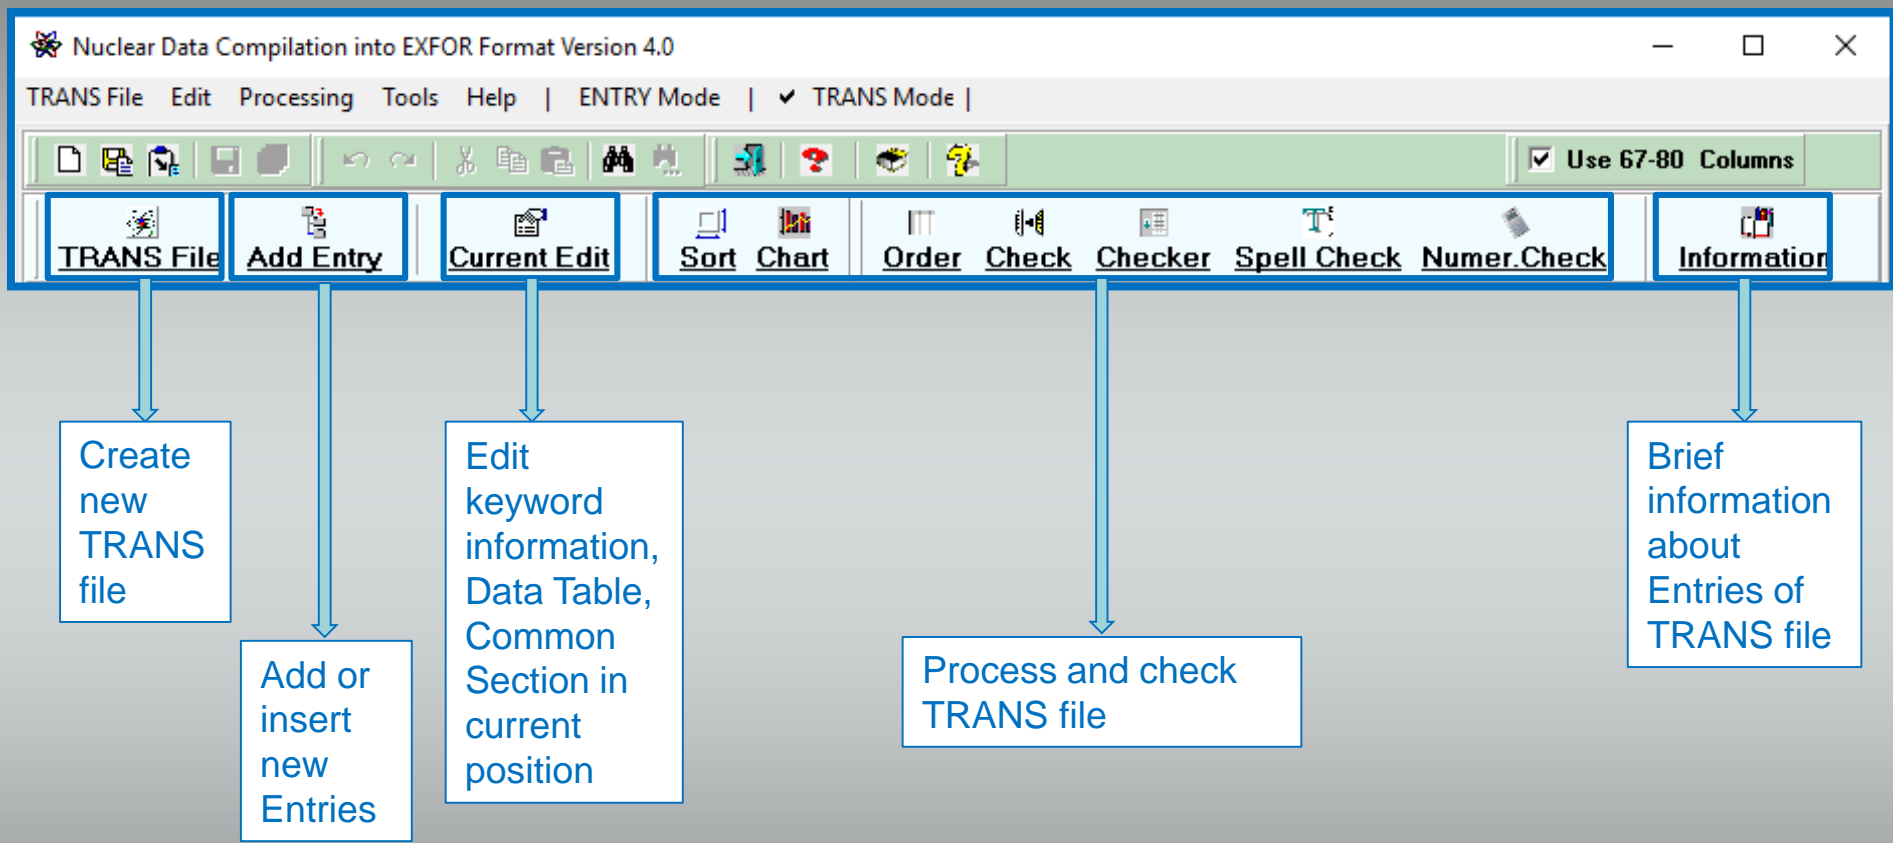 Nuclear Data Compilation into EXFOR Format Version 4.0
TRANS File Edit Processing Tools Help | ENTRY Mode | ✔ TRANS Mode |
Use 67-80 Columns
TRANS File Add Entry Current Edit Sort Chart Order Check Checker Spell Check Numer.Check Information
Create
new
TRANS
file
Add or
insert
new
Entries
Edit
keyword
information,
Data Table,
Common
Section in
current
position
Process and check
TRANS file
Brief
information
about
Entries of
TRANS file